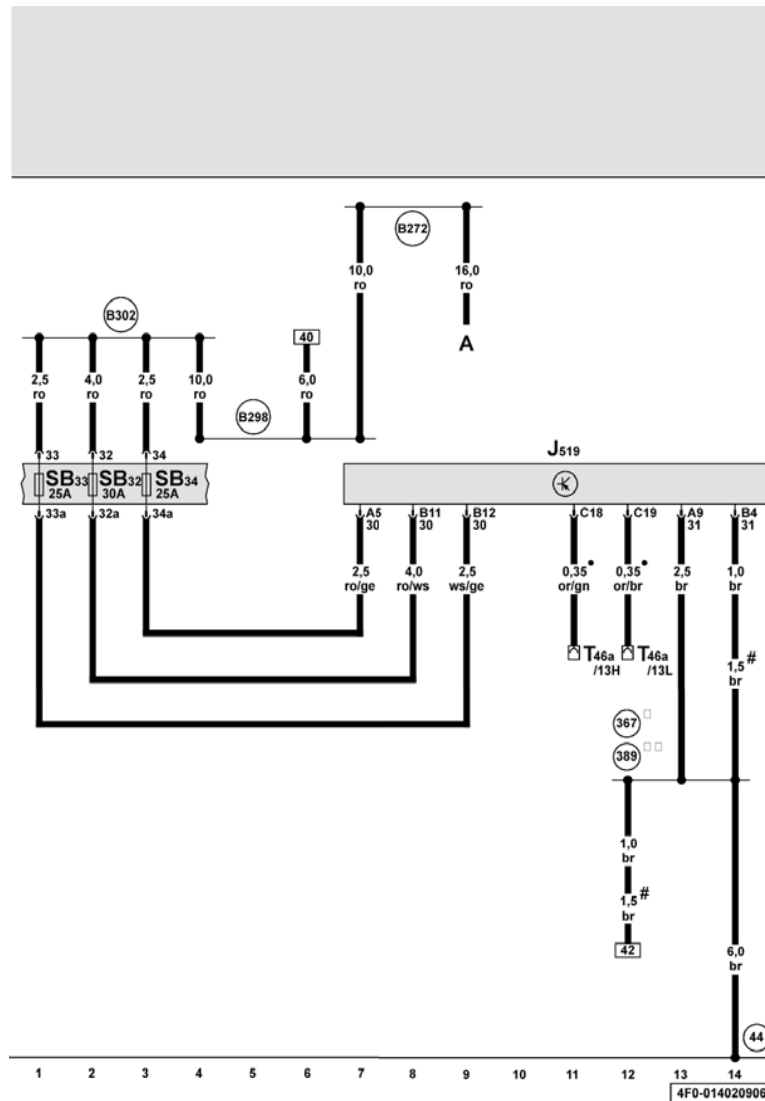 B272
10,0 16,0
ro ro
B302
40
A
2,5 4,0 2,5 10,0 6,0
ro ro ro ro ro
B298
33 32 34
J519
SB33 SB32 SB34
25A 30A 25A
33a 32a 34a
A5 B11 B12 C18 C19 A9 B4
30 30 30 31 31
2,5 4,0 2,5 0,35 0,35 2,5 1,0
ro/ge ro/ws ws/ge or/gn or/br br br
T46a T46a
/13H /13L
1,5 #
br
367
389
1,0
br
1,5 #
br
42
6,0
br
44
1 2 3 4 5 6 7 8 9 10 11 12 13 14
4F0-014020906